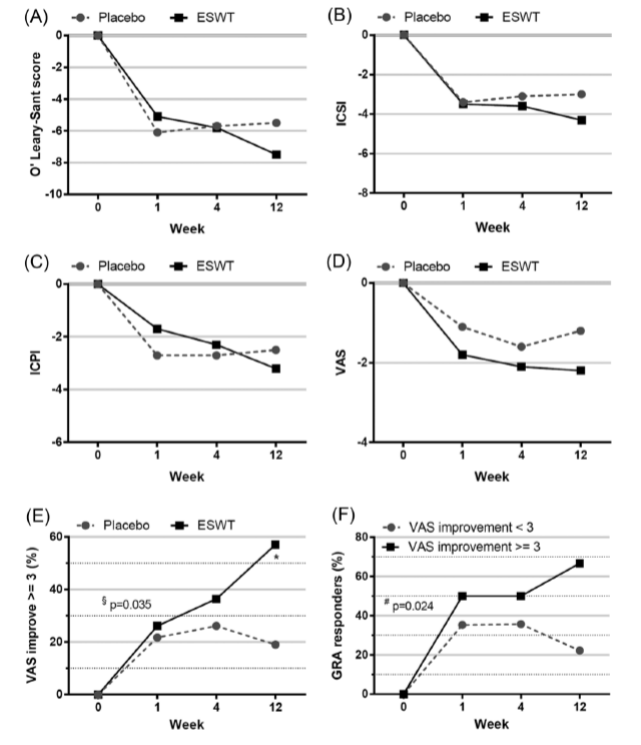 (A)
Placebo ESWT
O' Leary-Sant score
0
-2
-4
-6
-8
-10
0 1 4 12
Week
(B)
Placebo ESWT
ICSI
0
-2
-4
-6
-8
0 1 4 12
Week
(C)
Placebo ESWT
ICPI
0
-2
-4
-6
0 1 4 12
Week
(D)
Placebo ESWT
VAS
0
-2
-4
0 1 4 12
Week
(E)
Placebo ESWT
VAS improve >= 3 (%)
60
40
20
0
§ p=0.035
*
0 1 4 12
Week
(F)
VAS improvement < 3
VAS improvement >= 3
GRA responders (%)
80
60
40
20
0
# p=0.024
0 1 4 12
Week